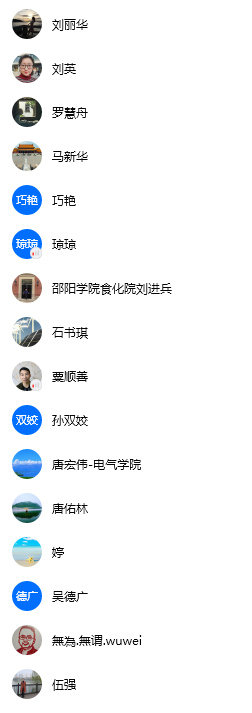 刘丽华
刘英
罗慧舟
马新华
巧艳 巧艳
琼琼 琼琼
邵阳学院食化院刘进兵
石书琪
粟顺善
双姣 孙双姣
唐宏伟-电气学院
唐佑林
婷
德广 吴德广
無為.無谓.wuwei
伍强